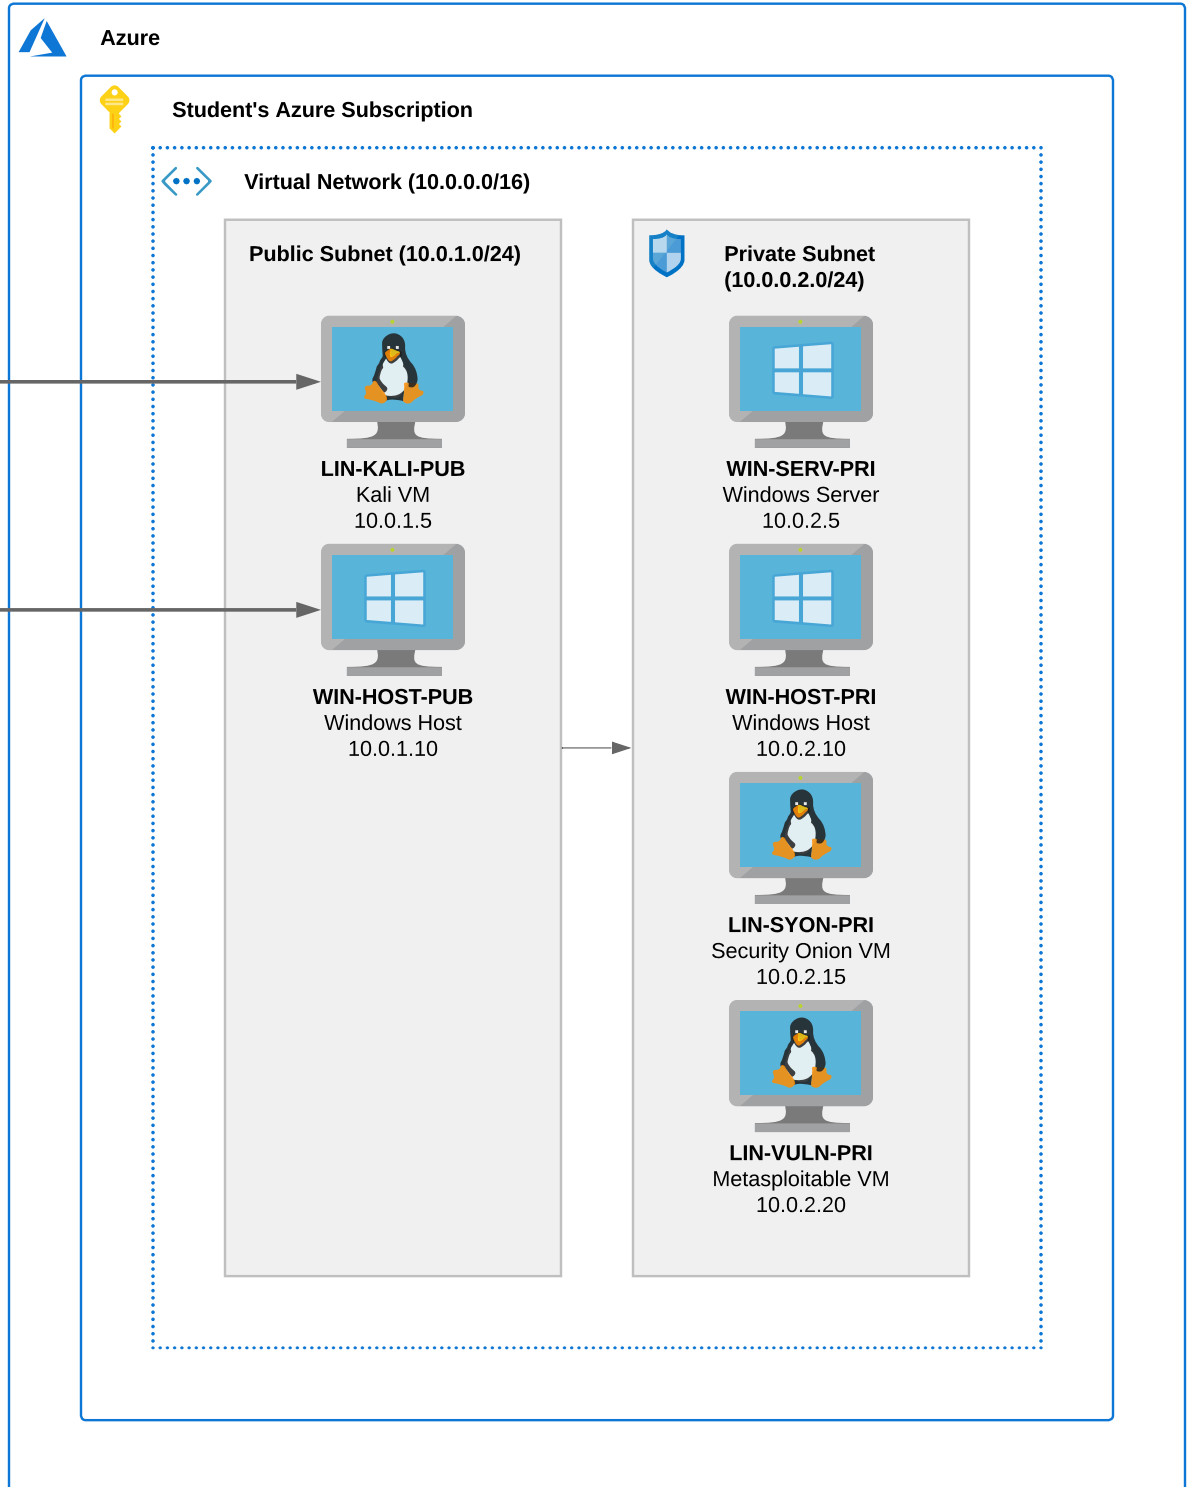 Azure
Student's Azure Subscription
Virtual Network (10.0.0.0/16)
Public Subnet (10.0.1.0/24)
LIN-KALI-PUB
Kali VM
10.0.1.5
WIN-HOST-PUB
Windows Host
10.0.1.10
Private Subnet
(10.0.0.2.0/24)
WIN-SERV-PRI
Windows Server
10.0.2.5
WIN-HOST-PRI
Windows Host
10.0.2.10
LIN-SYON-PRI
Security Onion VM
10.0.2.15
LIN-VULN-PRI
Metasploitable VM
10.0.2.20